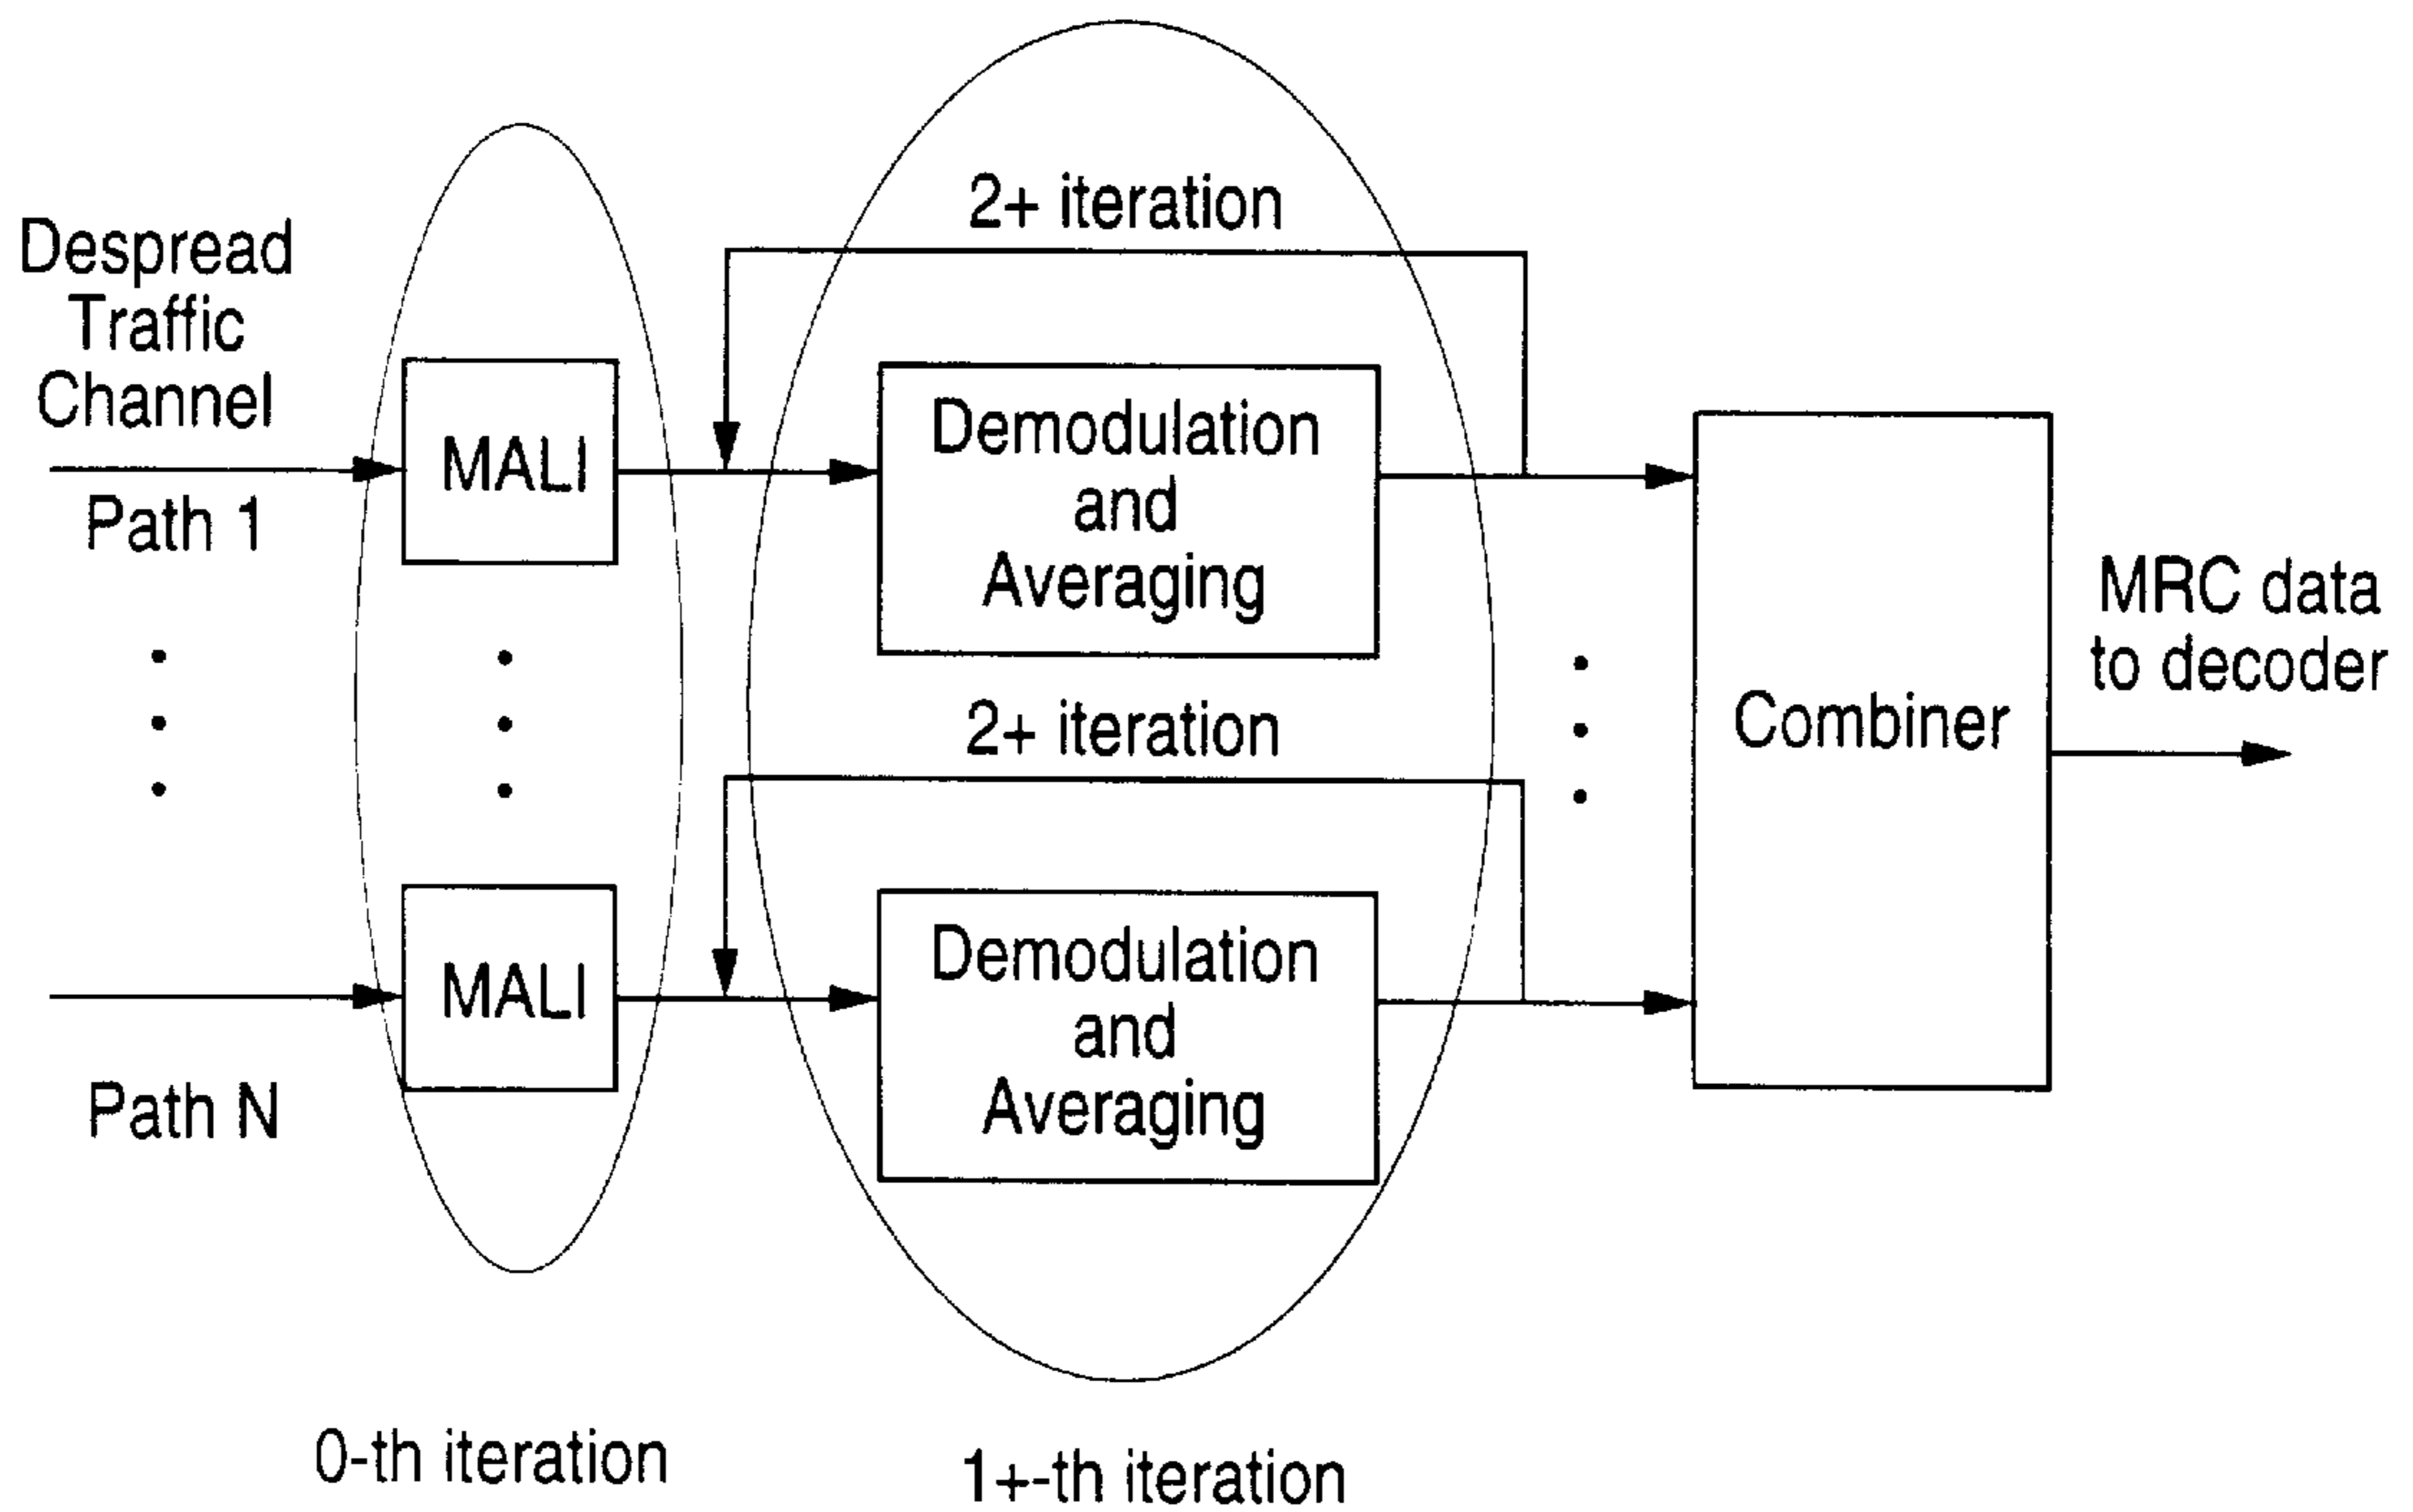 Despread
Traffic
Channel
Path 1
MALI
2+ iteration
Demodulation
and
Averaging
2+ iteration
Path N
MALI
Demodulation
and
Averaging
Combiner
MRC data
to decoder
0-th iteration
1+-th iteration